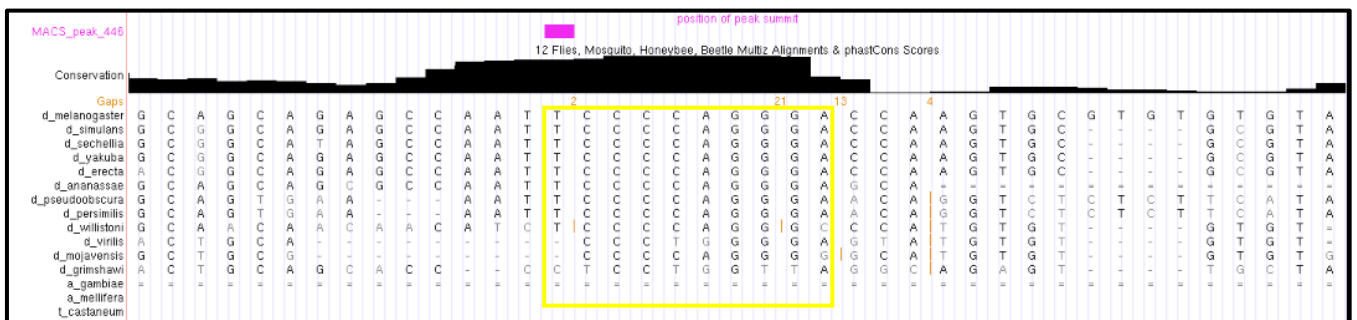 position of peak summit
MACS_peak_446
12 Flies, Mosquito, Honeybee, Beetle Multiz Alignments & phastCons Scores
Conservation
Gaps 2 21 13 4
d_melanogaster G C A G C A G A G C C A A T T C C C C A G G G A C C A A G T G C G T G T G T G T A
d_simulans G C G G C A G A G C C A A T T C C C C A G G G A C C A A G T G C - - - - G C G T A
d_sechellia G C G G C A T A G C C A A T T C C C C A G G G A C C A A G T G C - - - - G C G T A
d_yakuba G C G G C A G A G C C A A T T C C C C A G G G A C C A A G T G C - - - - G C G T A
d_erecta A C G G C A G A G C C A A T T C C C C A G G G A C C A A G T G C - - - - G C G T A
d_ananassae G C A G C A G C G C C A A T T C C C C A G G G A G C A = = = = = = = = = = = = = =
d_pseudoobscura G C A G T G A A - - - A A T T C C C C A G G G A A C A G G T C T C T C T T C A T A
d_persimilis G C A G T G A A - - - A A T T C C C C A G G G A A C A G G T C T C T C T T C A T A
d_willistoni G C A A C A A C A A C A T C T C C C C A G G G C C C A T G T G T - - - - G T G T =
d_virilis A C T G C A - - - - - - - - - C C C T G G G G A G T A T G T G T - - - - G T G T =
d_mojavensis G C T G C G - - - - - - - - - C C C C A G G G G G C A T G T G T - - - - G T G T G
d_grimshawi A C T G C A G C A C C - - C C T C C T G G T T A G G C A G A G T - - - - T G C T A
a_gambiae = = = = = = = = = = = = = = = = = = = = = = = = = = = = = = = = = = = = = = = = =
a_mellifera
t_castaneum